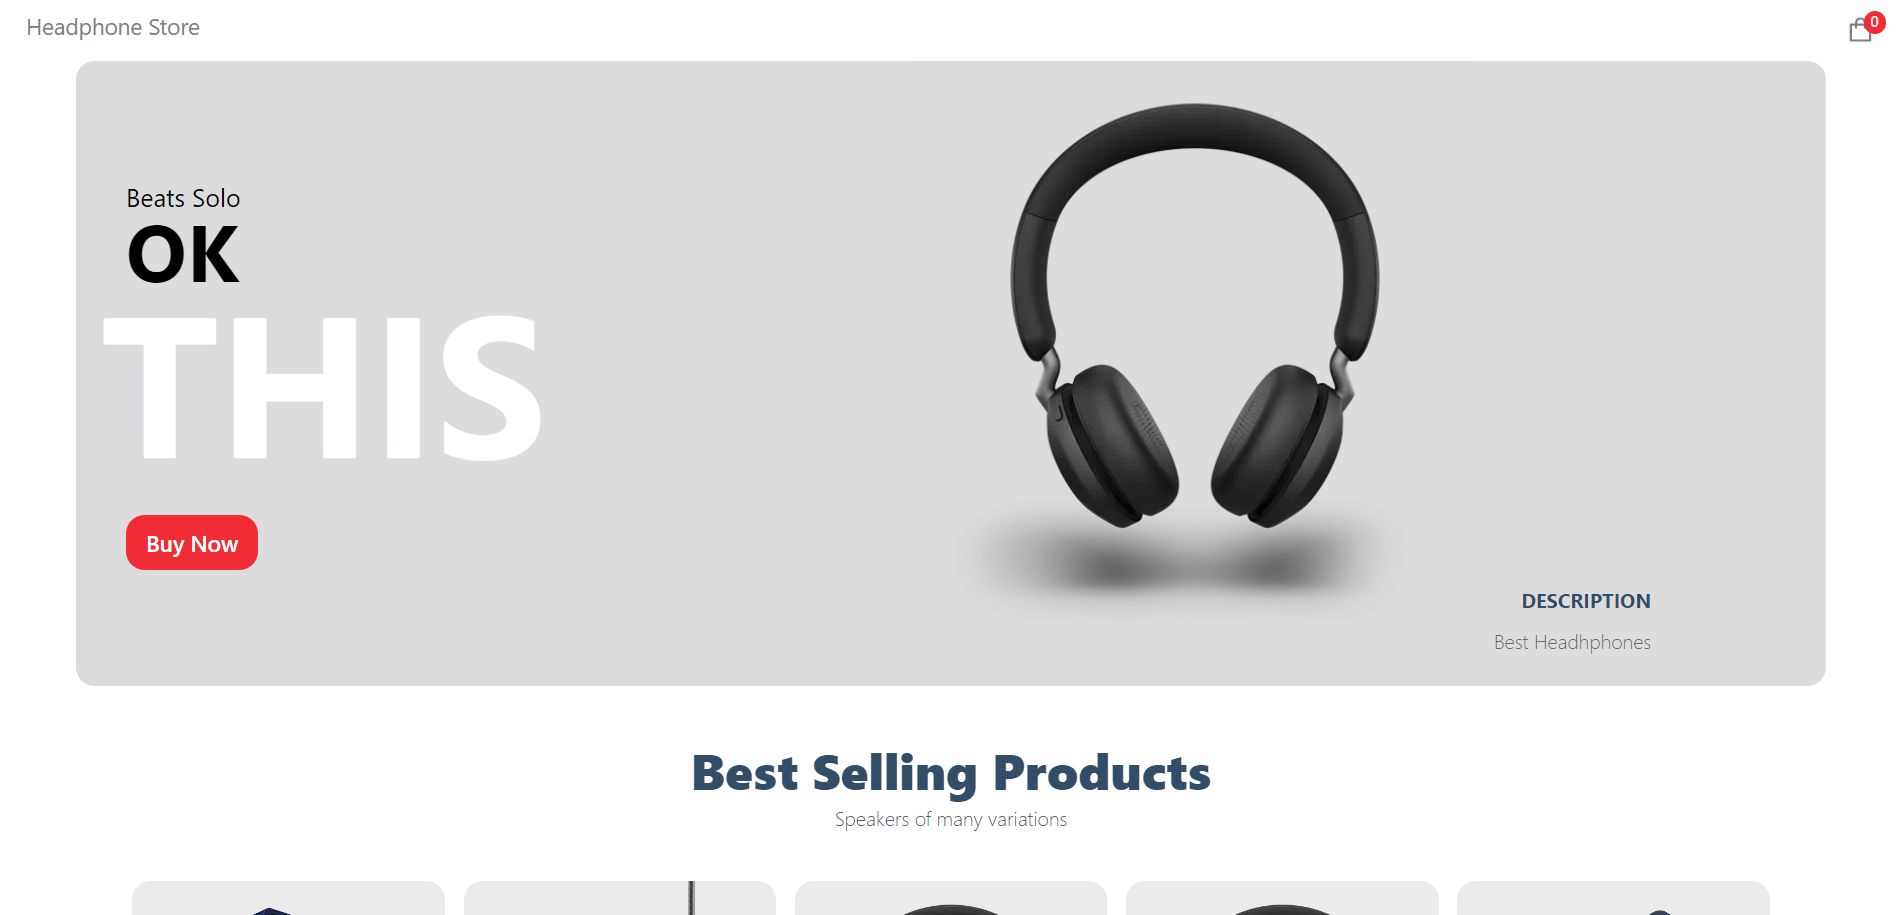 Headphone Store
0
Beats Solo
OK
THIS
Buy Now
DESCRIPTION
Best Headhphones
Best Selling Products
Speakers of many variations